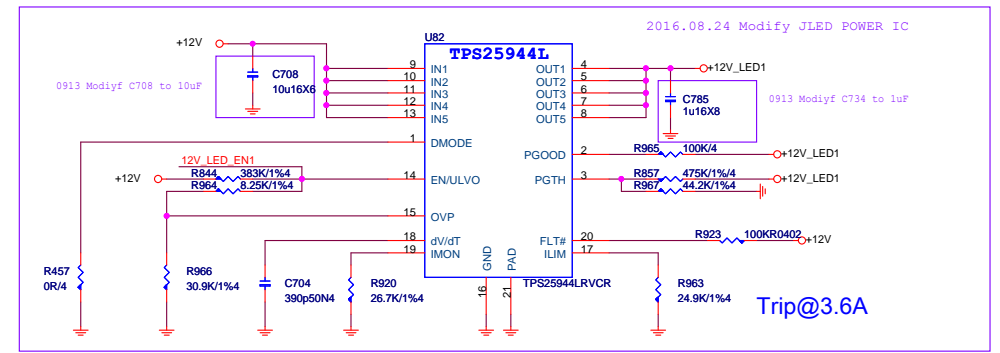 2016.08.24 Modify JLED POWER IC
U82
TPS25944L
+12V
C708
10u16X6
0913 Modiyf C708 to 10uF
9 IN1
10 IN2
11 IN3
12 IN4
13 IN5
OUT1 4
OUT2 5
OUT3 6
OUT4 7
OUT5 8
+12V_LED1
C785
1u16X8
0913 Modiyf C734 to 1uF
1 DMODE
PGOOD 2
R965 100K/4
+12V_LED1
12V_LED_EN1
+12V
R844 383K/1%4
R964 8.25K/1%4
14 EN/ULVO
PGTH 3
R857 475K/1%/4
R967 44.2K/1%4
+12V_LED1
15 OVP
18 dV/dT
19 IMON
FLT# 20
ILIM 17
R923 100KR0402
+12V
R457
0R/4
R966
30.9K/1%4
C704
390p50N4
R920
26.7K/1%4
GND
16
PAD
21
TPS25944LRVCR
R963
24.9K/1%4
Trip@3.6A